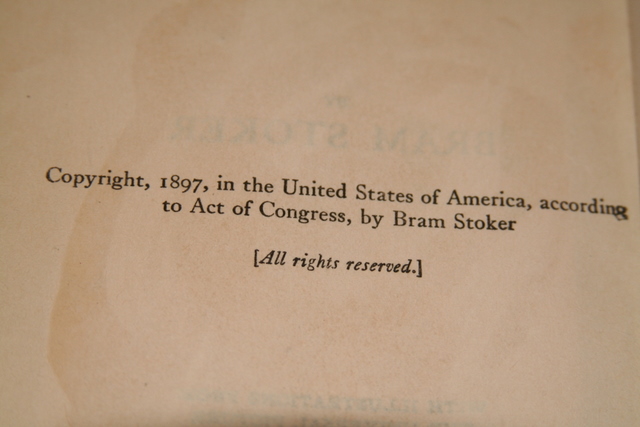 Copyright, 1897, in the United States of America, according
to Act of Congress, by Bram Stoker
[All rights reserved.]